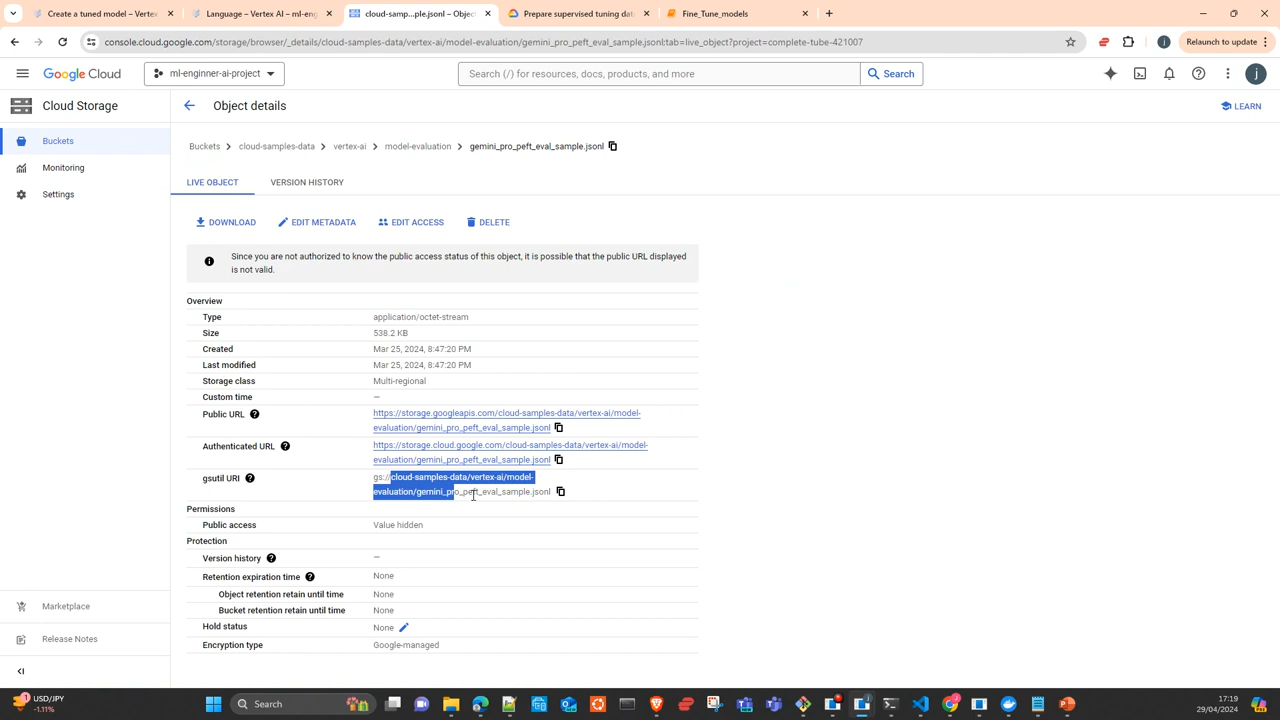 Create a tuned model – Vertex
Language – Vertex AI – ml-eng
cloud-samp...ple.jsonl – Objec
Prepare supervised tuning dat
Fine_Tune_models
console.cloud.google.com/storage/browser/_details/cloud-samples-data/vertex-ai/model-evaluation/gemini_pro_peft_eval_sample.jsonl;tab=live_object?project=complete-tube-421007
Relaunch to update
Google Cloud
ml-enginner-ai-project
Search (/) for resources, docs, products, and more
Search
j
Cloud Storage
Object details
LEARN
Buckets
Monitoring
Settings
Buckets > cloud-samples-data > vertex-ai > model-evaluation > gemini_pro_peft_eval_sample.jsonl
LIVE OBJECT VERSION HISTORY
DOWNLOAD EDIT METADATA EDIT ACCESS DELETE
Since you are not authorized to know the public access status of this object, it is possible that the public URL displayed
is not valid.
Overview
Type application/octet-stream
Size 538.2 KB
Created Mar 25, 2024, 8:47:20 PM
Last modified Mar 25, 2024, 8:47:20 PM
Storage class Multi-regional
Custom time —
Public URL https://storage.googleapis.com/cloud-samples-data/vertex-ai/model-
evaluation/gemini_pro_peft_eval_sample.jsonl
Authenticated URL https://storage.cloud.google.com/cloud-samples-data/vertex-ai/model-
evaluation/gemini_pro_peft_eval_sample.jsonl
gsutil URI gs://cloud-samples-data/vertex-ai/model-
evaluation/gemini_pro_peft_eval_sample.jsonl
Permissions
Public access Value hidden
Protection
Version history —
Retention expiration time None
Object retention retain until time None
Bucket retention retain until time None
Hold status None
Encryption type Google-managed
Marketplace
Release Notes
USD/JPY
-1.11%
Search
17:19
29/04/2024